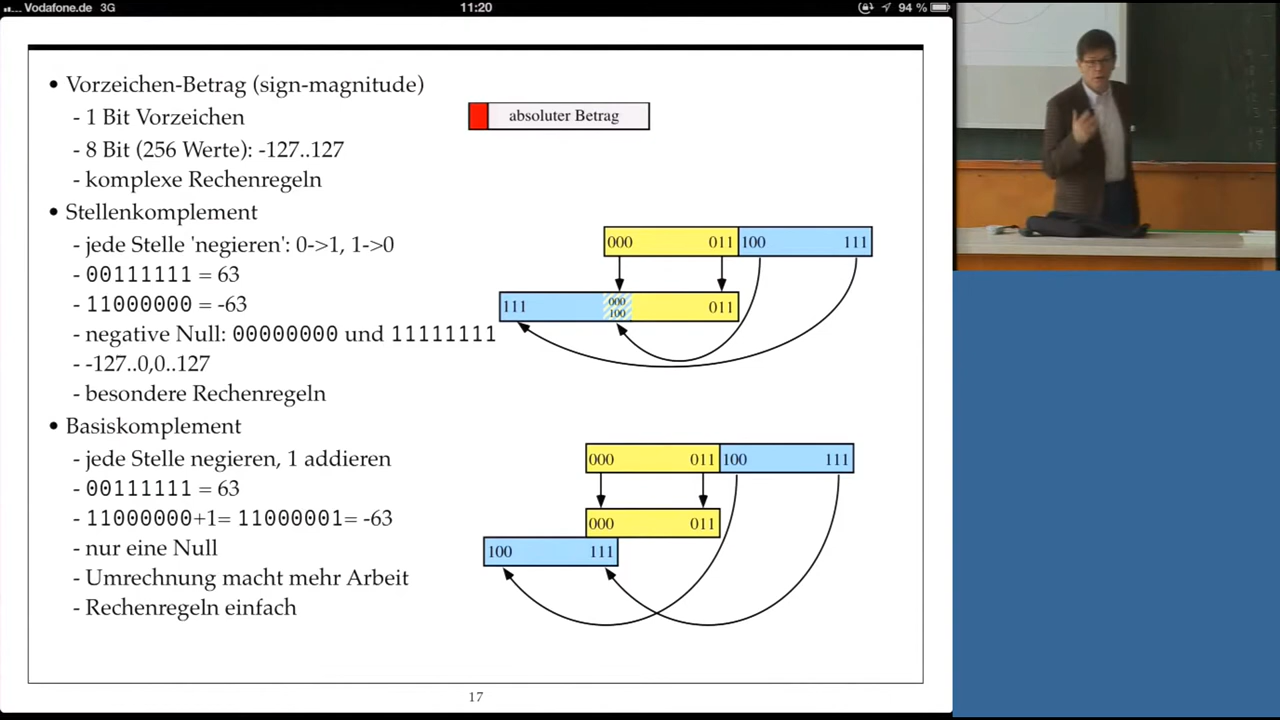 Vodafone.de 3G 11:20 94 %
• Vorzeichen-Betrag (sign-magnitude)
- 1 Bit Vorzeichen
- 8 Bit (256 Werte): -127..127
- komplexe Rechenregeln
absoluter Betrag
• Stellenkomplement
- jede Stelle 'negieren': 0->1, 1->0
- 00111111 = 63
- 11000000 = -63
- negative Null: 00000000 und 11111111
- -127..0,0..127
- besondere Rechenregeln
000 011 100 111
111 000 011
100
• Basiskomplement
- jede Stelle negieren, 1 addieren
- 00111111 = 63
- 11000000+1= 11000001= -63
- nur eine Null
- Umrechnung macht mehr Arbeit
- Rechenregeln einfach
000 011 100 111
000 011
100 111
17